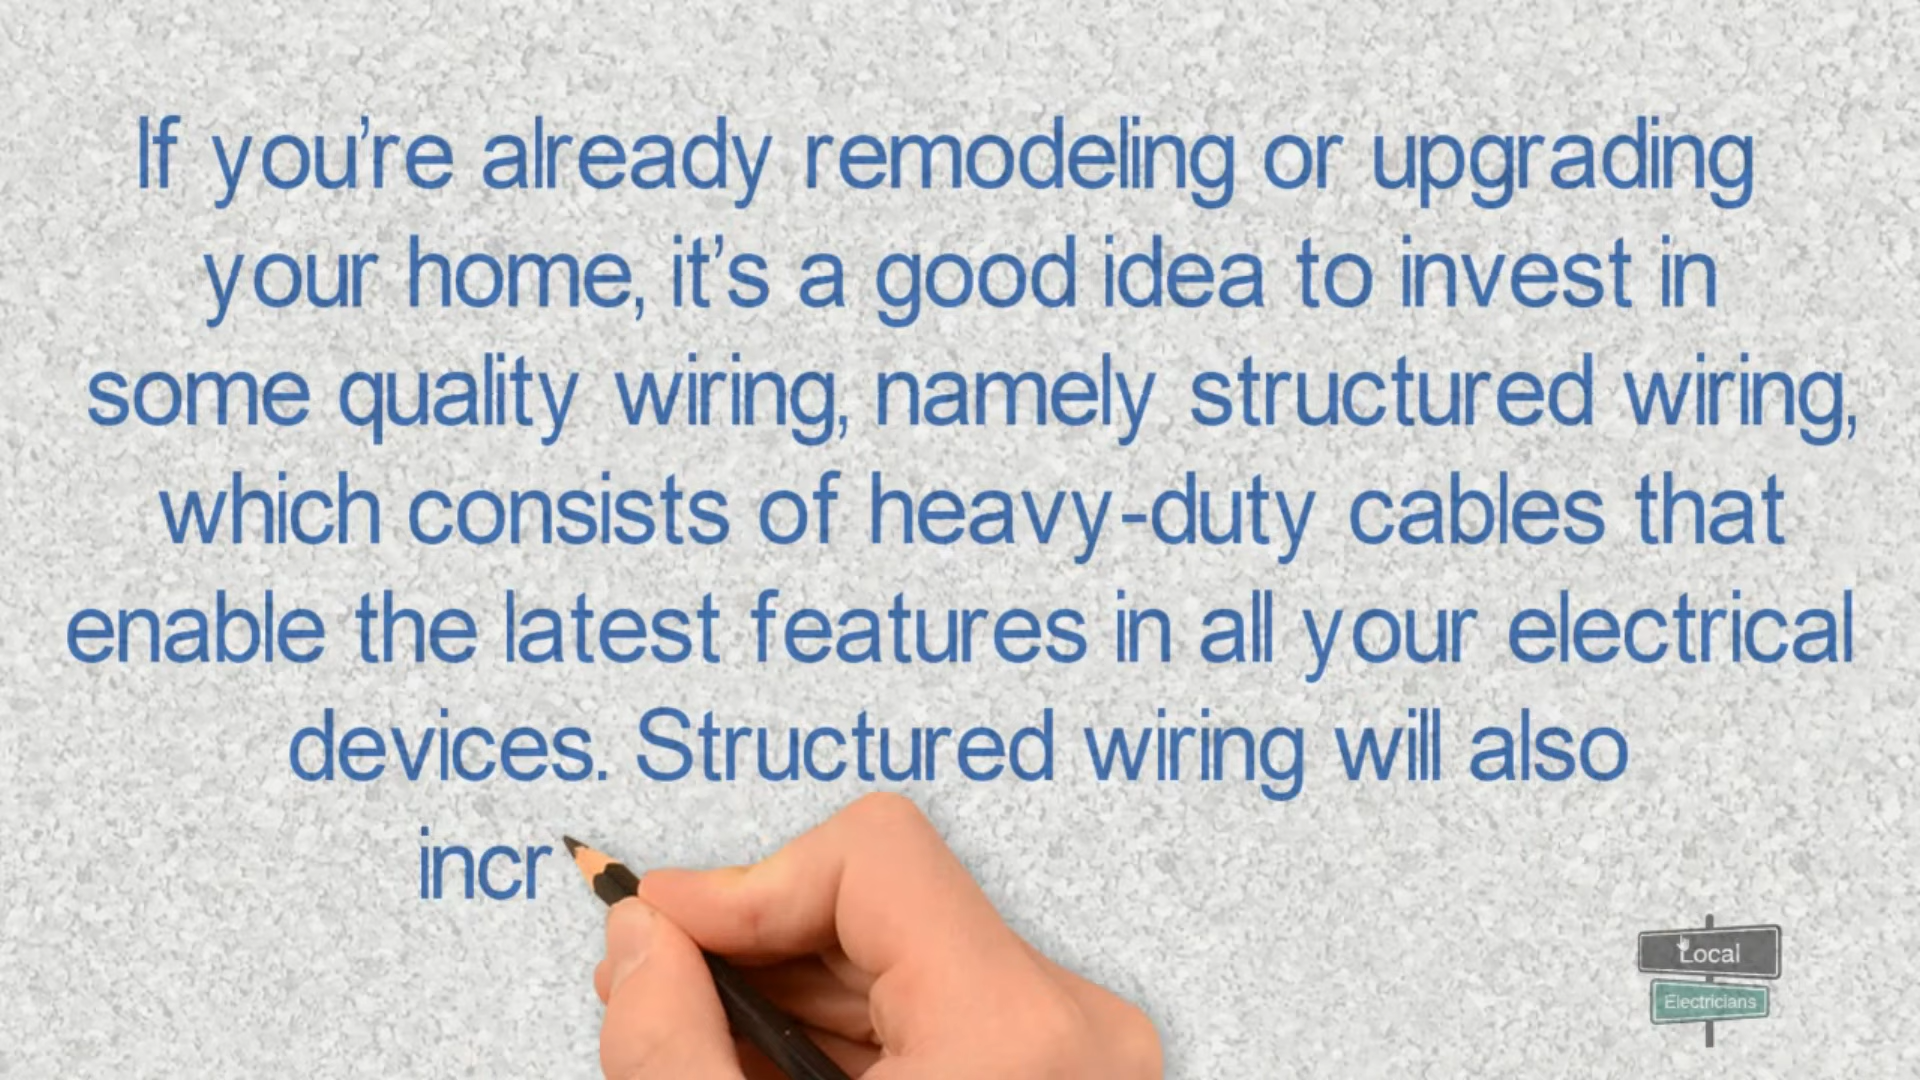 If you're already remodeling or upgrading
your home, it's a good idea to invest in
some quality wiring, namely structured wiring,
which consists of heavy-duty cables that
enable the latest features in all your electrical
devices. Structured wiring will also
incr
Local
Electricians